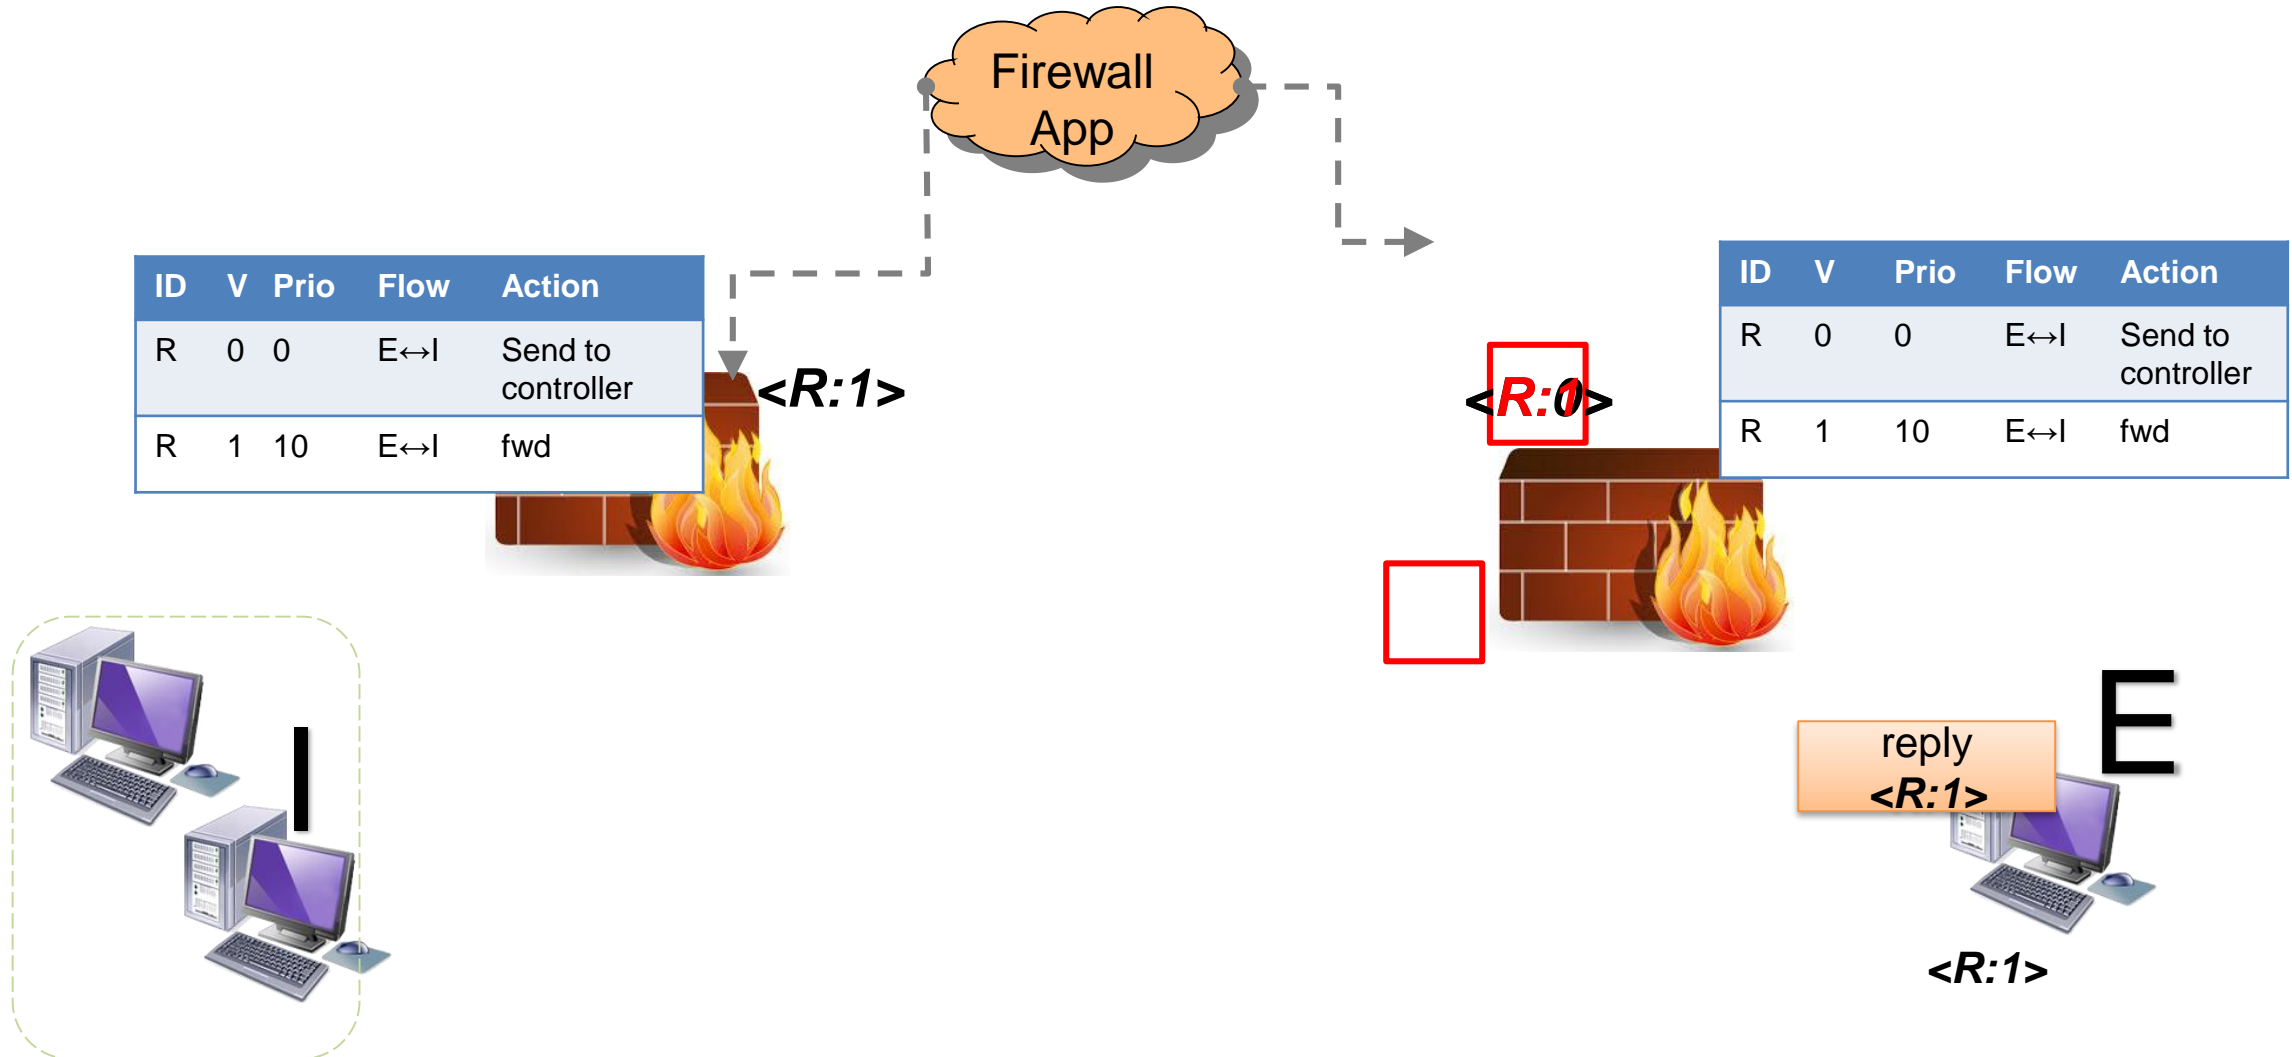 Firewall
App
ID V Prio Flow Action
R 0 0 E↔I Send to
controller
R 1 10 E↔I fwd
<R:1>
ID V Prio Flow Action
R 0 0 E↔I Send to
controller
R 1 10 E↔I fwd
<R:0>
R:1
I
E
reply
<R:1>
<R:1>